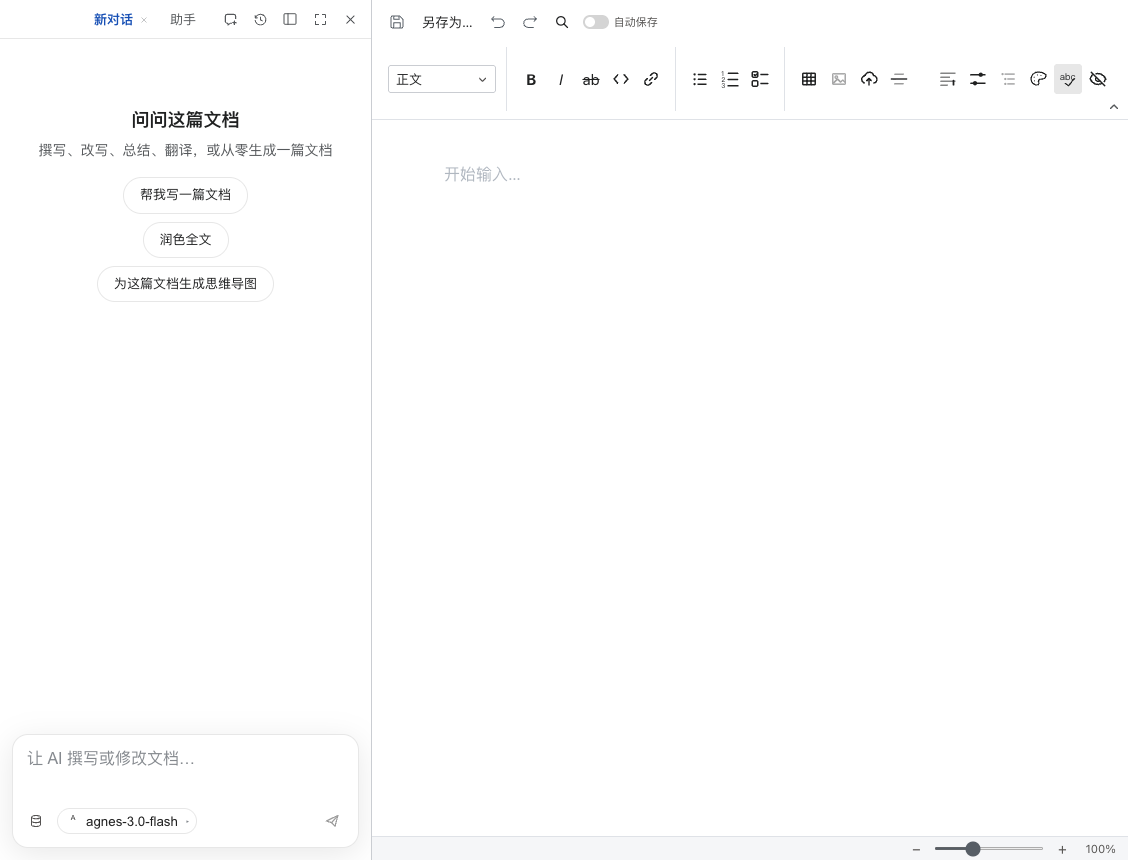 新对话 助手
另存为... 自动保存
正文 B I ab abc
问问这篇文档
撰写、改写、总结、翻译，或从零生成一篇文档
帮我写一篇文档
润色全文
为这篇文档生成思维导图
开始输入...
让 AI 撰写或修改文档...
A agnes-3.0-flash
100%